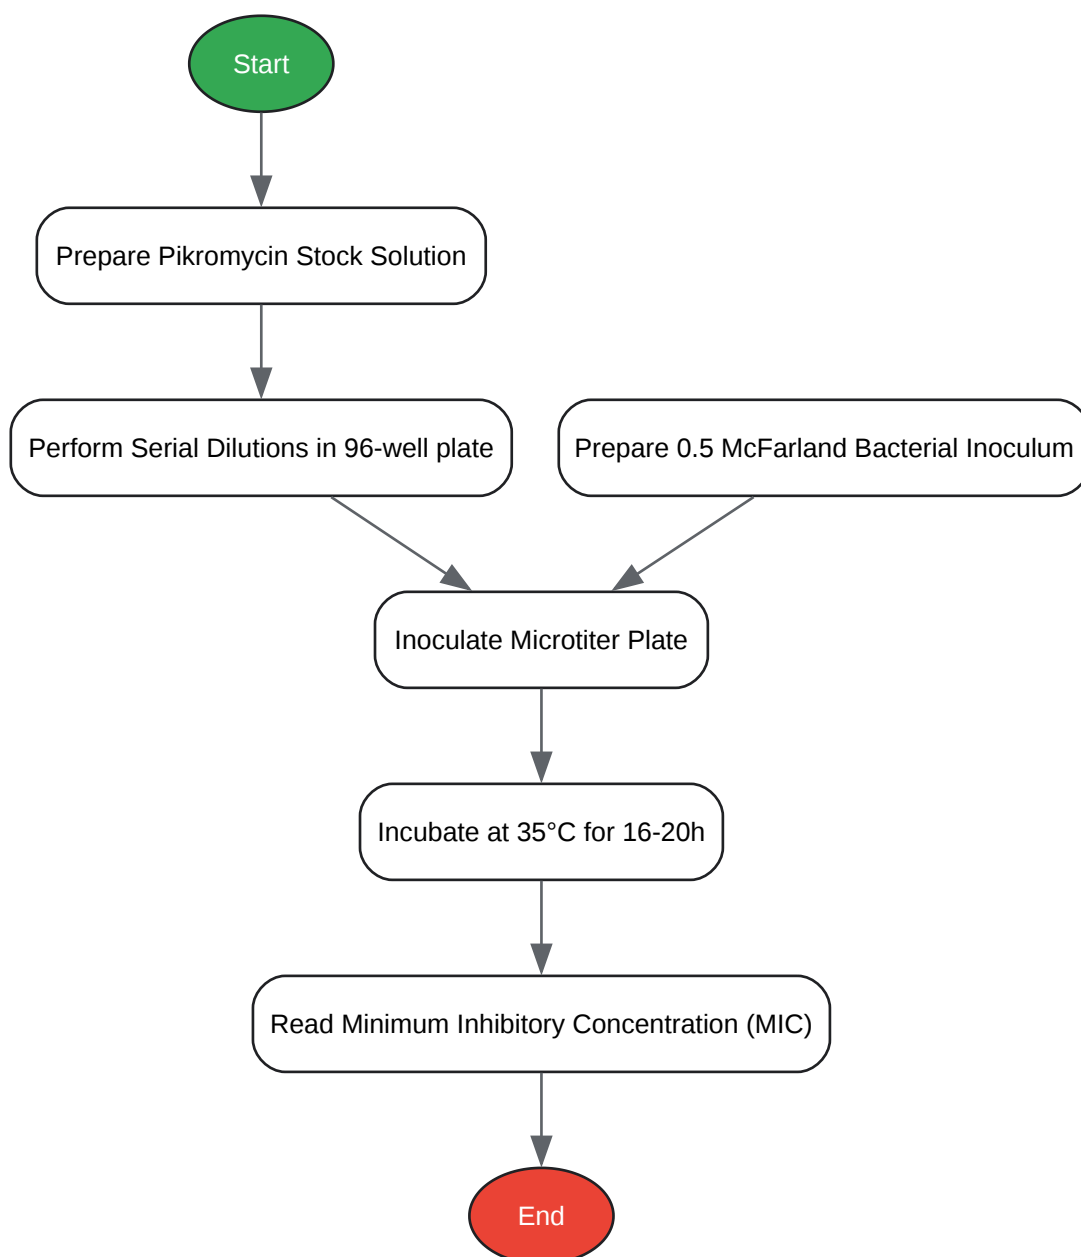 Start
Prepare Pikromycin Stock Solution
Perform Serial Dilutions in 96-well plate
Prepare 0.5 McFarland Bacterial Inoculum
Inoculate Microtiter Plate
Incubate at 35°C for 16-20h
Read Minimum Inhibitory Concentration (MIC)
End